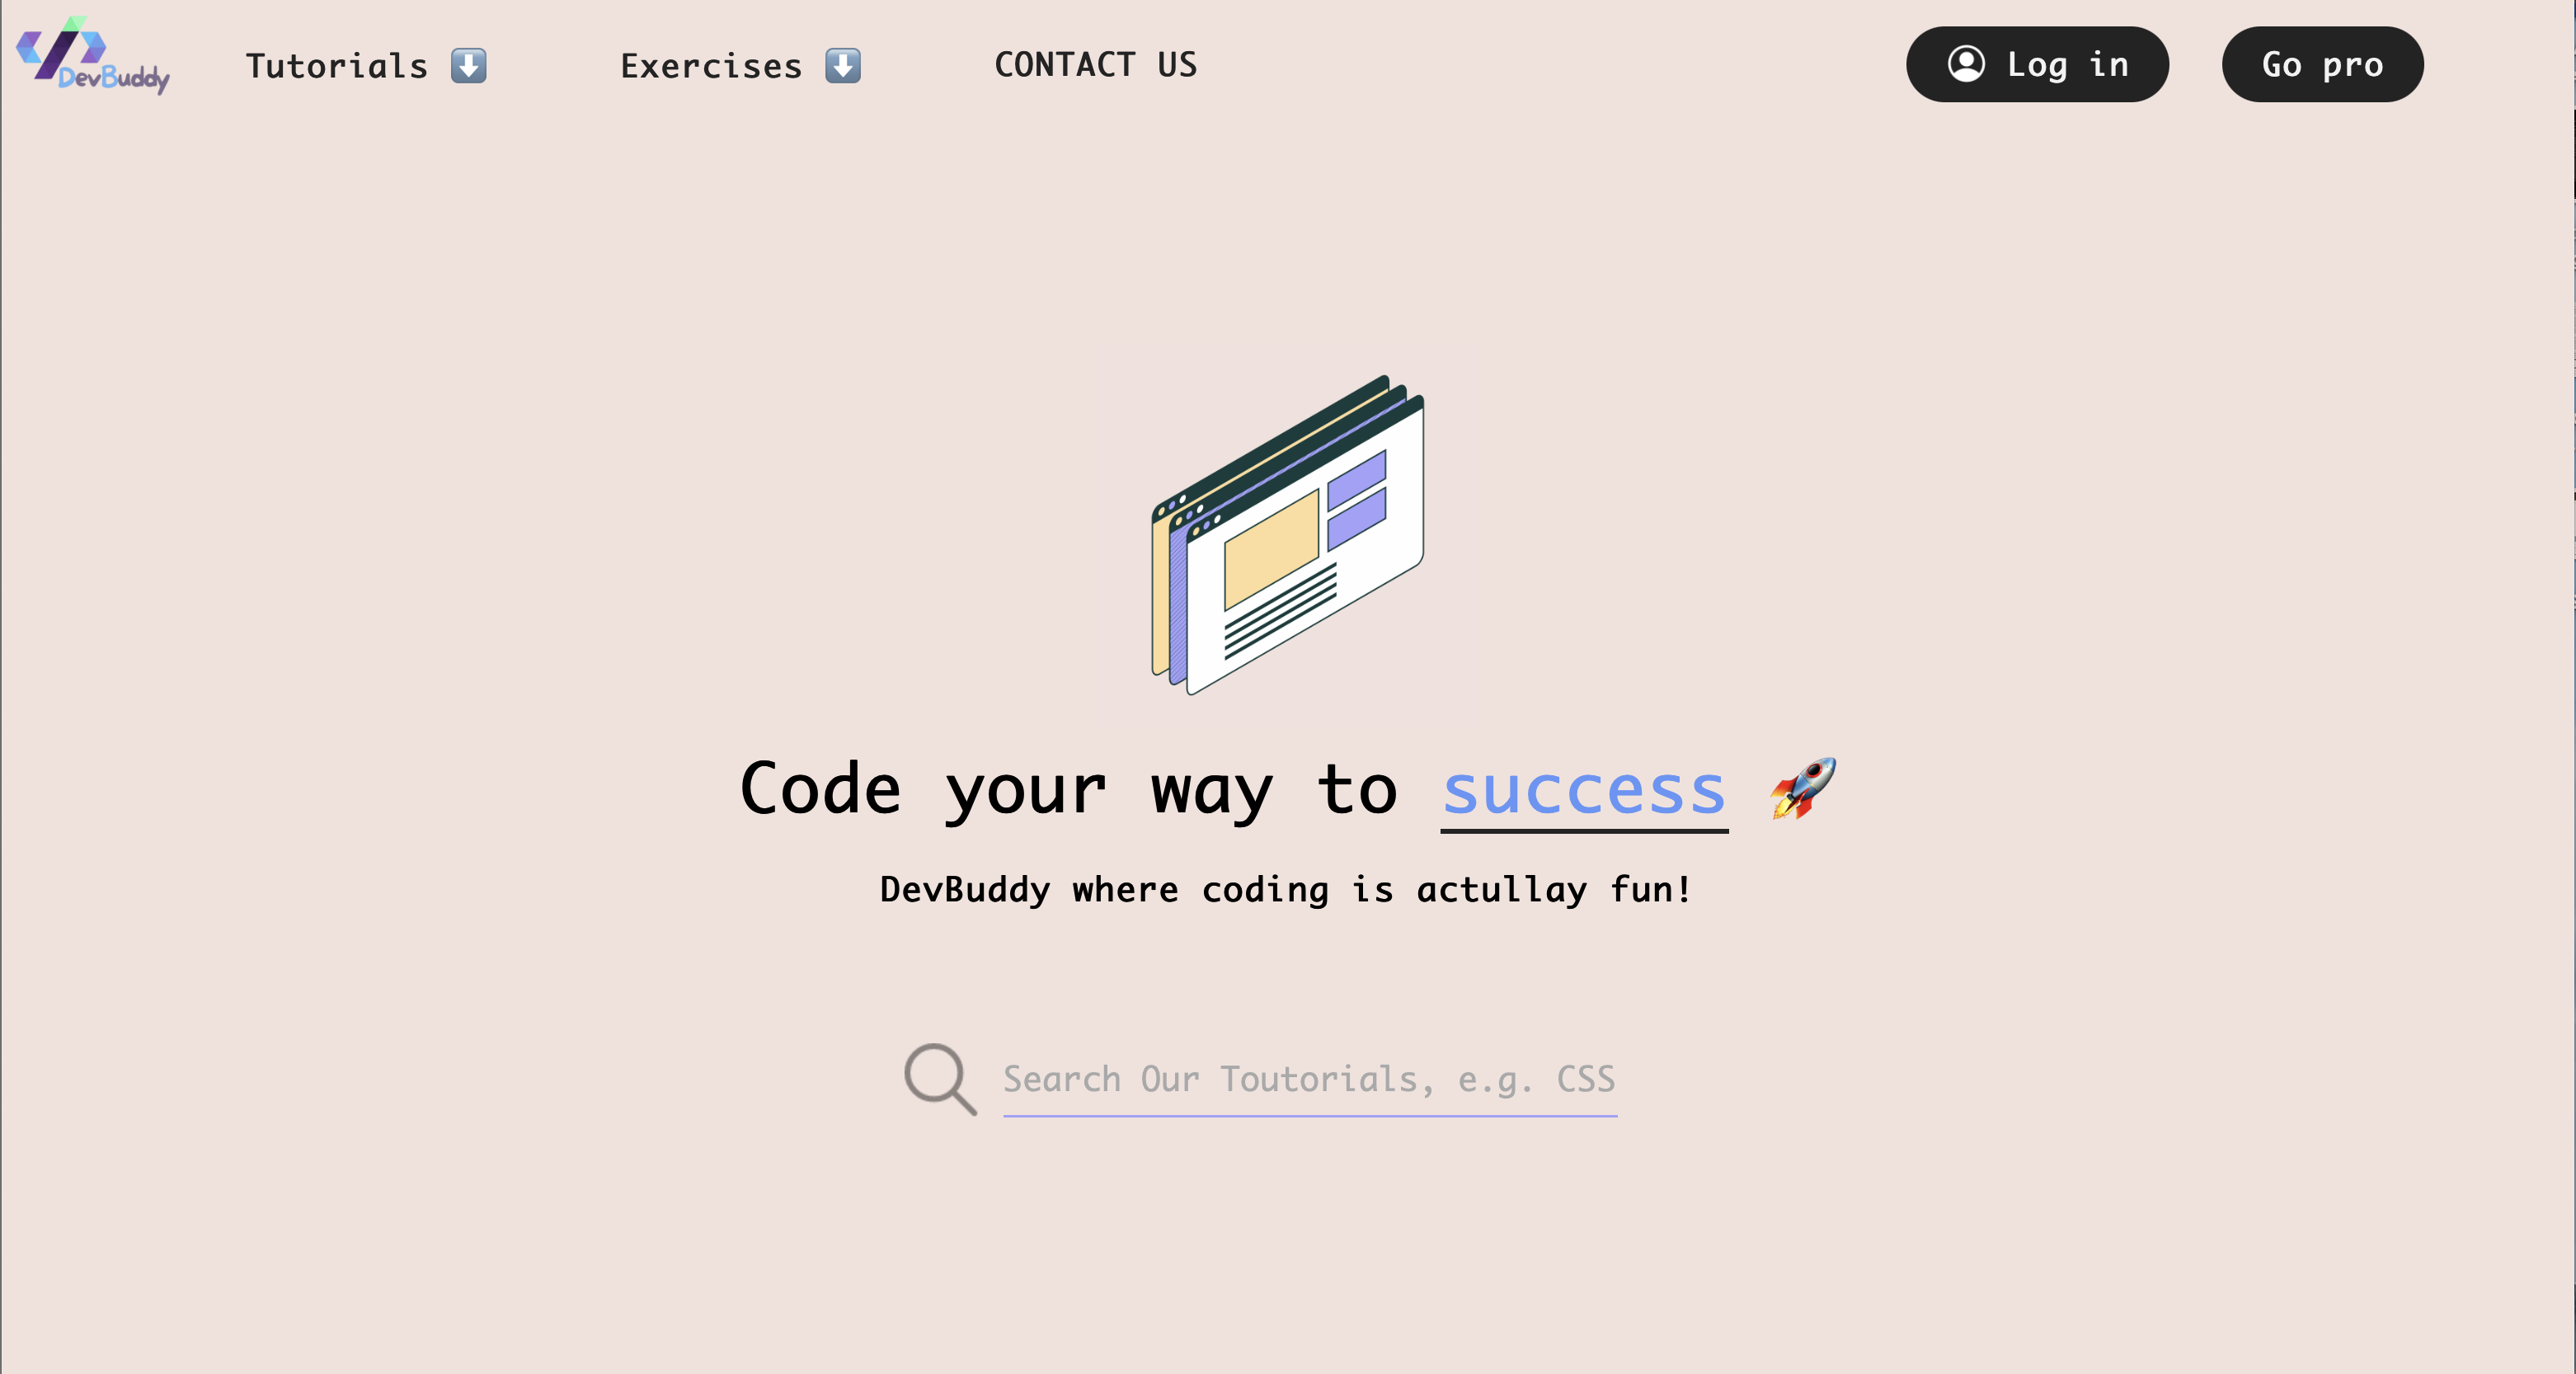 DevBuddy
Tutorials ⬇️ Exercises ⬇️ CONTACT US Log in Go pro
Code your way to success 🚀
DevBuddy where coding is actullay fun!
Search Our Toutorials, e.g. CSS